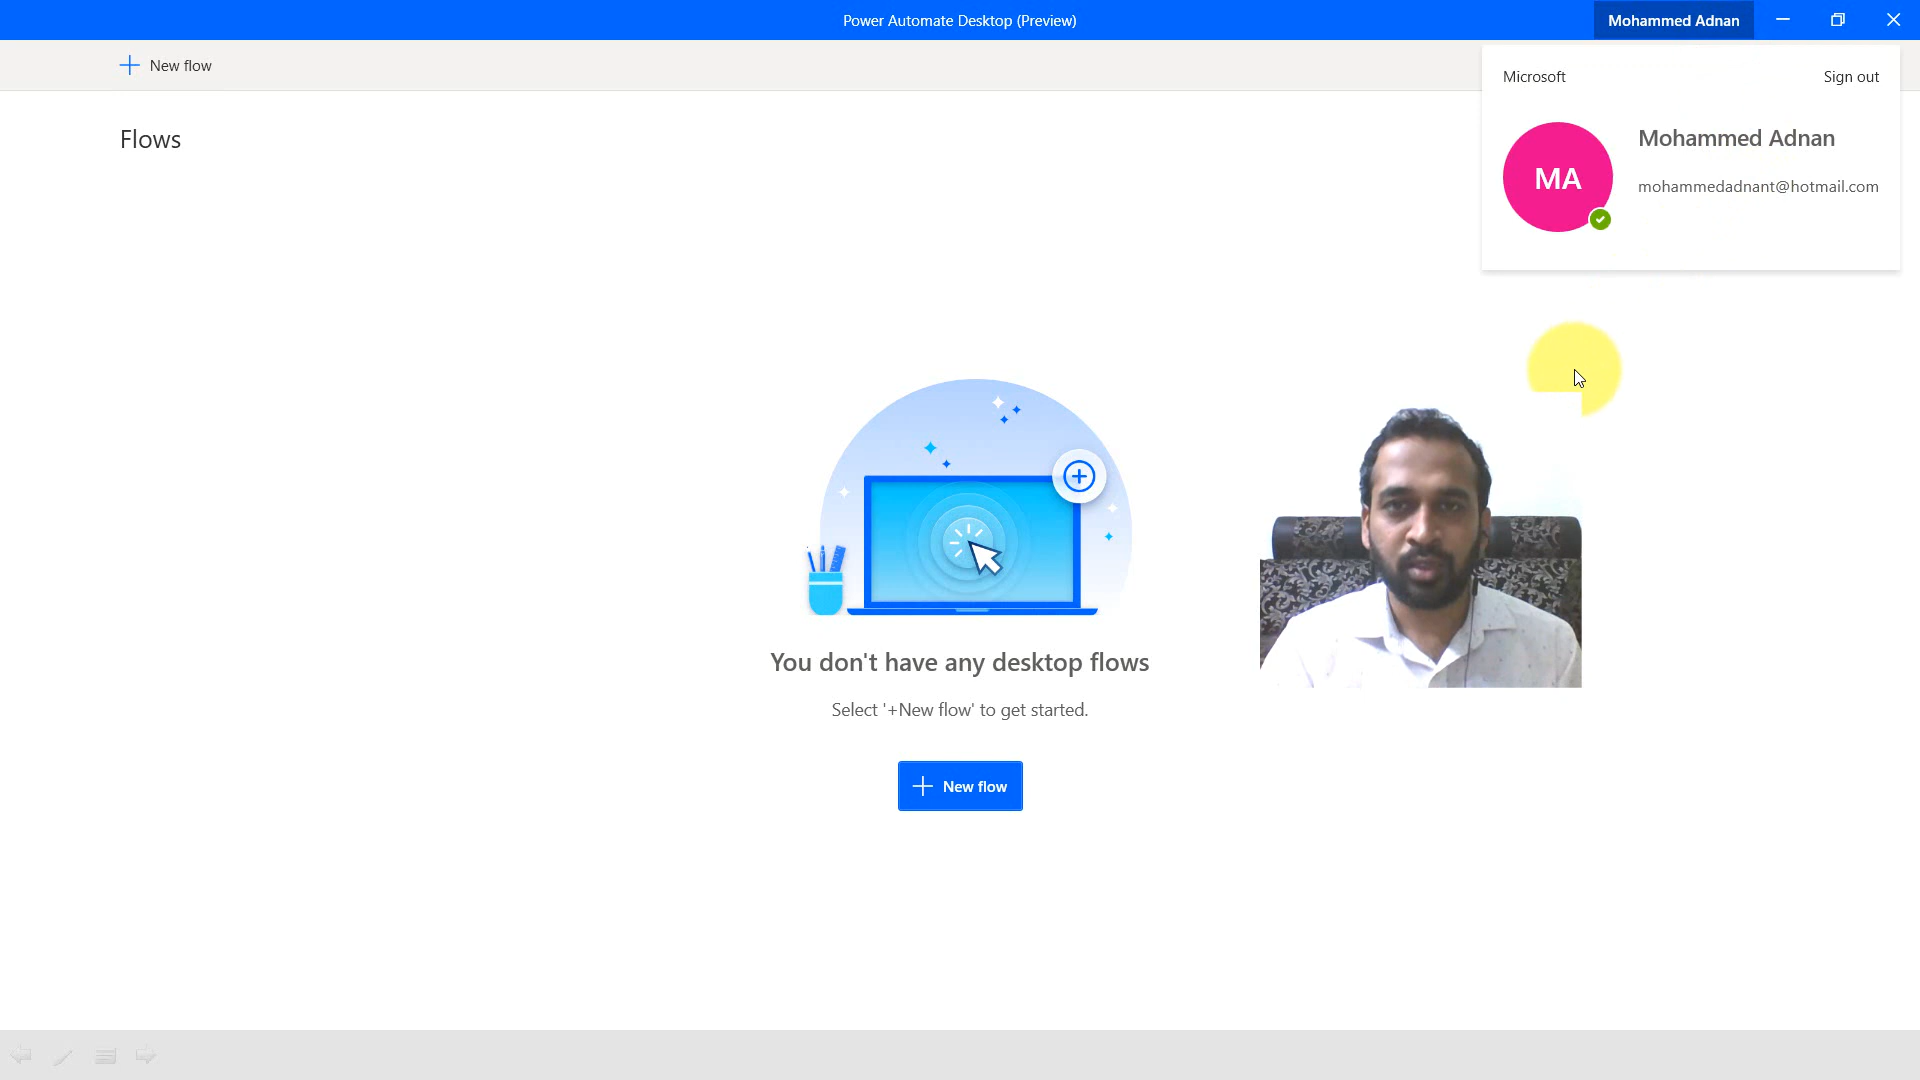 Power Automate Desktop (Preview)
Mohammed Adnan
New flow
Microsoft
Sign out
Flows
MA
Mohammed Adnan
mohammedadnant@hotmail.com
You don't have any desktop flows
Select '+New flow' to get started.
New flow